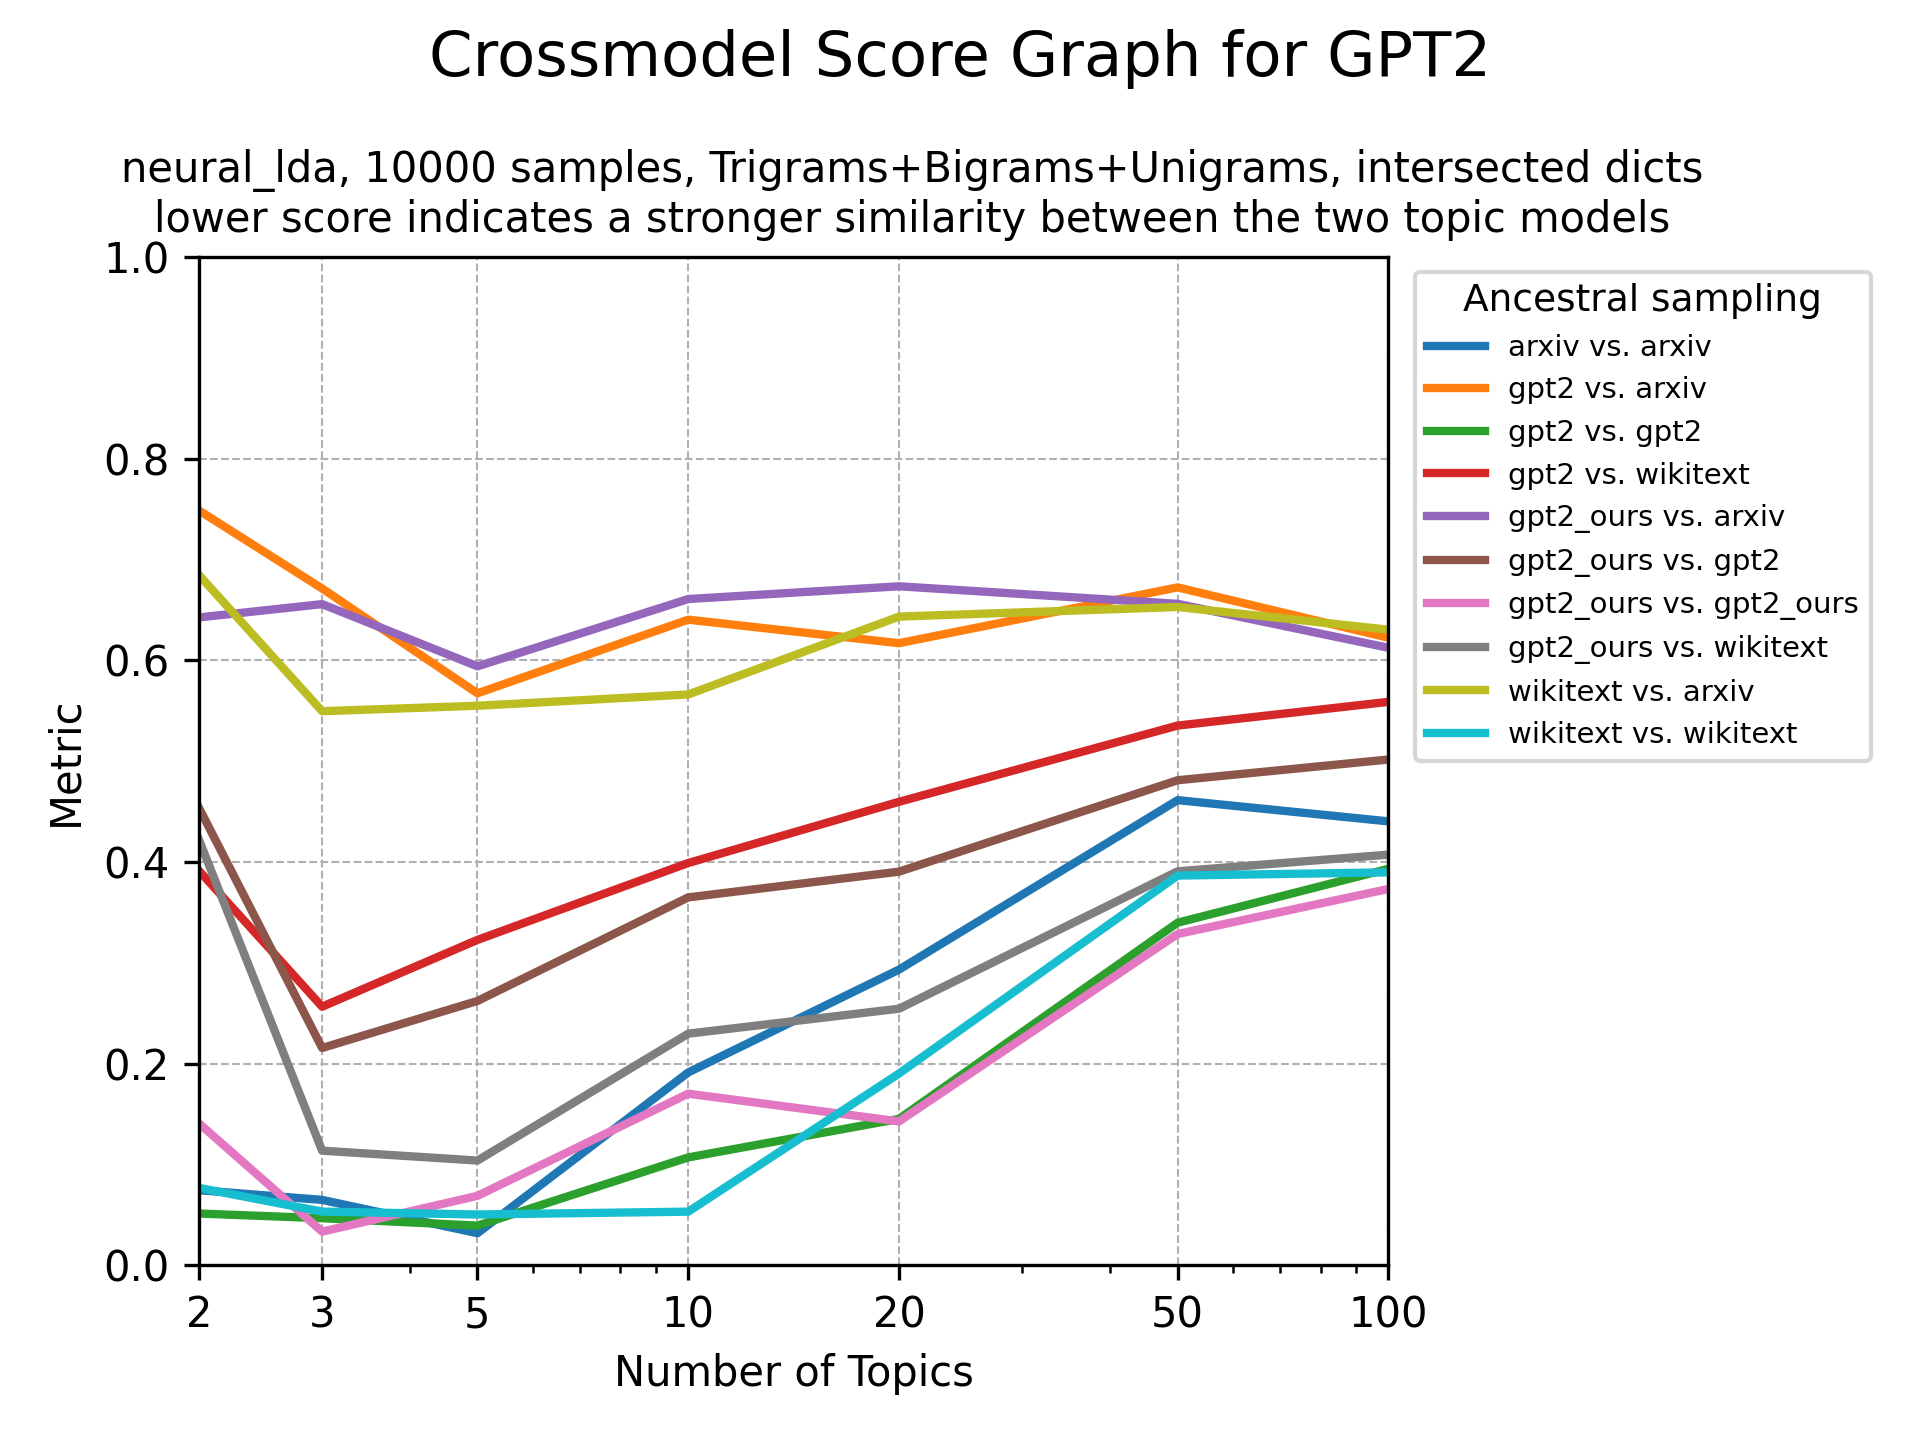 Crossmodel Score Graph for GPT2
neural_lda, 10000 samples, Trigrams+Bigrams+Unigrams, intersected dicts
lower score indicates a stronger similarity between the two topic models
1.0
0.8
0.6
0.4
0.2
0.0
Metric
2 3 5 10 20 50 100
Number of Topics
Ancestral sampling
arxiv vs. arxiv
gpt2 vs. arxiv
gpt2 vs. gpt2
gpt2 vs. wikitext
gpt2_ours vs. arxiv
gpt2_ours vs. gpt2
gpt2_ours vs. gpt2_ours
gpt2_ours vs. wikitext
wikitext vs. arxiv
wikitext vs. wikitext